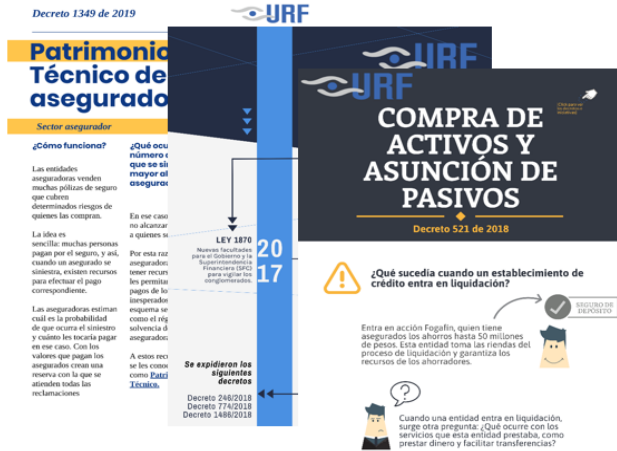 Decreto 1349 de 2019
Patrimonio
Técnico de
asegurado
Sector asegurador
¿Cómo funciona?
Las entidades
aseguradoras venden
muchas pólizas de seguro
que cubren
determinados riesgos de
quienes las compran.
La idea es
sencilla: muchas personas
pagan por el seguro, y así,
cuando un asegurado se
siniestra, existen recursos
para efectuar el pago
correspondiente.
Las aseguradoras estiman
cuál es la probabilidad
de que ocurra el siniestro
y cuánto les tocaría pagar
en ese caso. Con los
valores que pagan los
asegurados crean una
reserva con la que se
atienden todas las
reclamaciones
¿Qué ocu
número
que se sin
mayor al
asegurad
En ese caso
no alcanzar
a quienes s
Por esta raz
asegurador
tener recurs
les permita
pagos de lo
inesperados
esquema se
como el rég
solvencia d
asegurador
A estos recu
se les conoc
como Patri
Técnico.
URF
LEY 1870
Nuevas facultades
para el Gobierno y la
Superintendencia
Financiera (SFC)
para vigilar los
conglomerados.
20
17
Se expidieron los
siguientes
decretos
Decreto 246/2018
Decreto 774/2018
Decreto 1486/2018
URF
URF
COMPRA DE
ACTIVOS Y
ASUNCIÓN DE
PASIVOS
Decreto 521 de 2018
¿Qué sucedía cuando un establecimiento de
crédito entra en liquidación?
SEGURO DE
DEPÓSITO
Entra en acción Fogafín, quien tiene
asegurados los ahorros hasta 50 millones
de pesos. Esta entidad toma las riendas del
proceso de liquidación y garantiza los
recursos de los ahorradores.
Cuando una entidad entra en liquidación,
surge otra pregunta: ¿Qué ocurre con los
servicios que esta entidad prestaba, como
prestar dinero y facilitar transferencias?